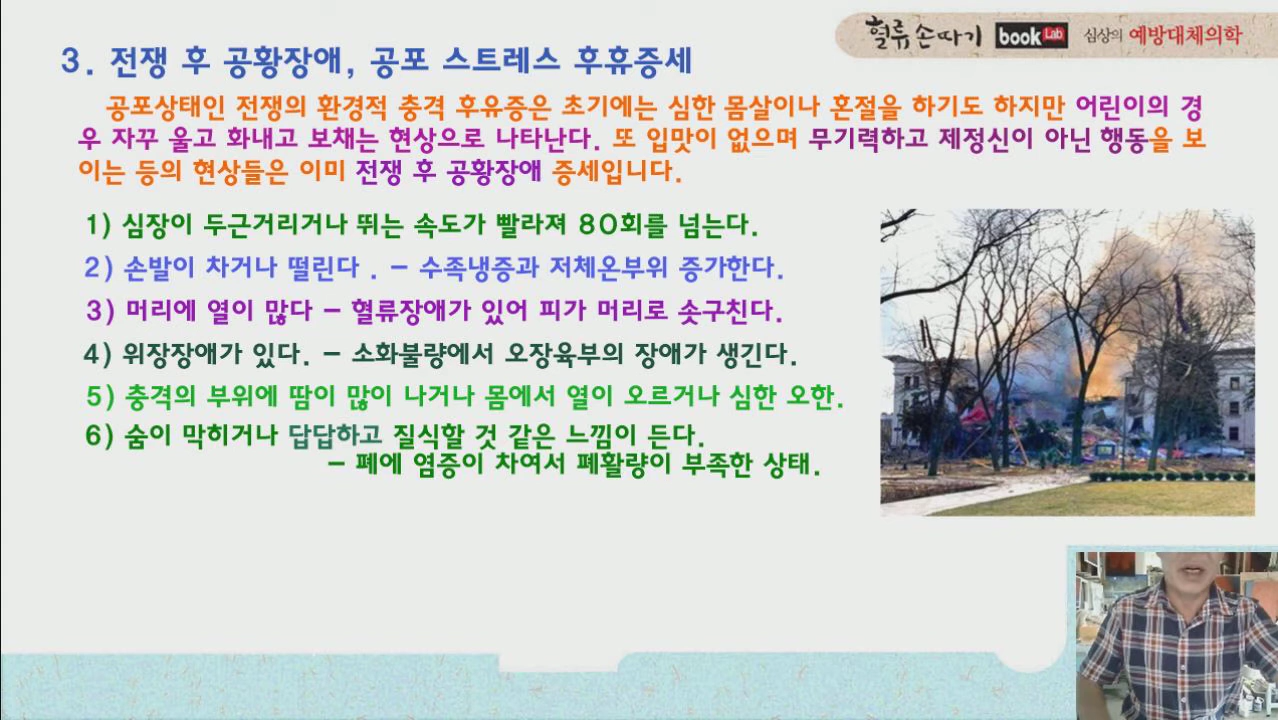 혈류 손따기 book Lab 심상의 예방대체의학
3. 전쟁 후 공황장애, 공포 스트레스 후휴증세
공포상태인 전쟁의 환경적 충격 후유증은 초기에는 심한 몸살이나 혼절을 하기도 하지만 어린이의 경
우 자꾸 울고 화내고 보채는 현상으로 나타난다. 또 입맛이 없으며 무기력하고 제정신이 아닌 행동을 보
이는 등의 현상들은 이미 전쟁 후 공황장애 증세입니다.
1) 심장이 두근거리거나 뛰는 속도가 빨라져 80회를 넘는다.
2) 손발이 차거나 떨린다 . – 수족냉증과 저체온부위 증가한다.
3) 머리에 열이 많다 – 혈류장애가 있어 피가 머리로 솟구친다.
4) 위장장애가 있다. – 소화불량에서 오장육부의 장애가 생긴다.
5) 충격의 부위에 땀이 많이 나거나 몸에서 열이 오르거나 심한 오한.
6) 숨이 막히거나 답답하고 질식할 것 같은 느낌이 든다.
– 폐에 염증이 차여서 폐활량이 부족한 상태.